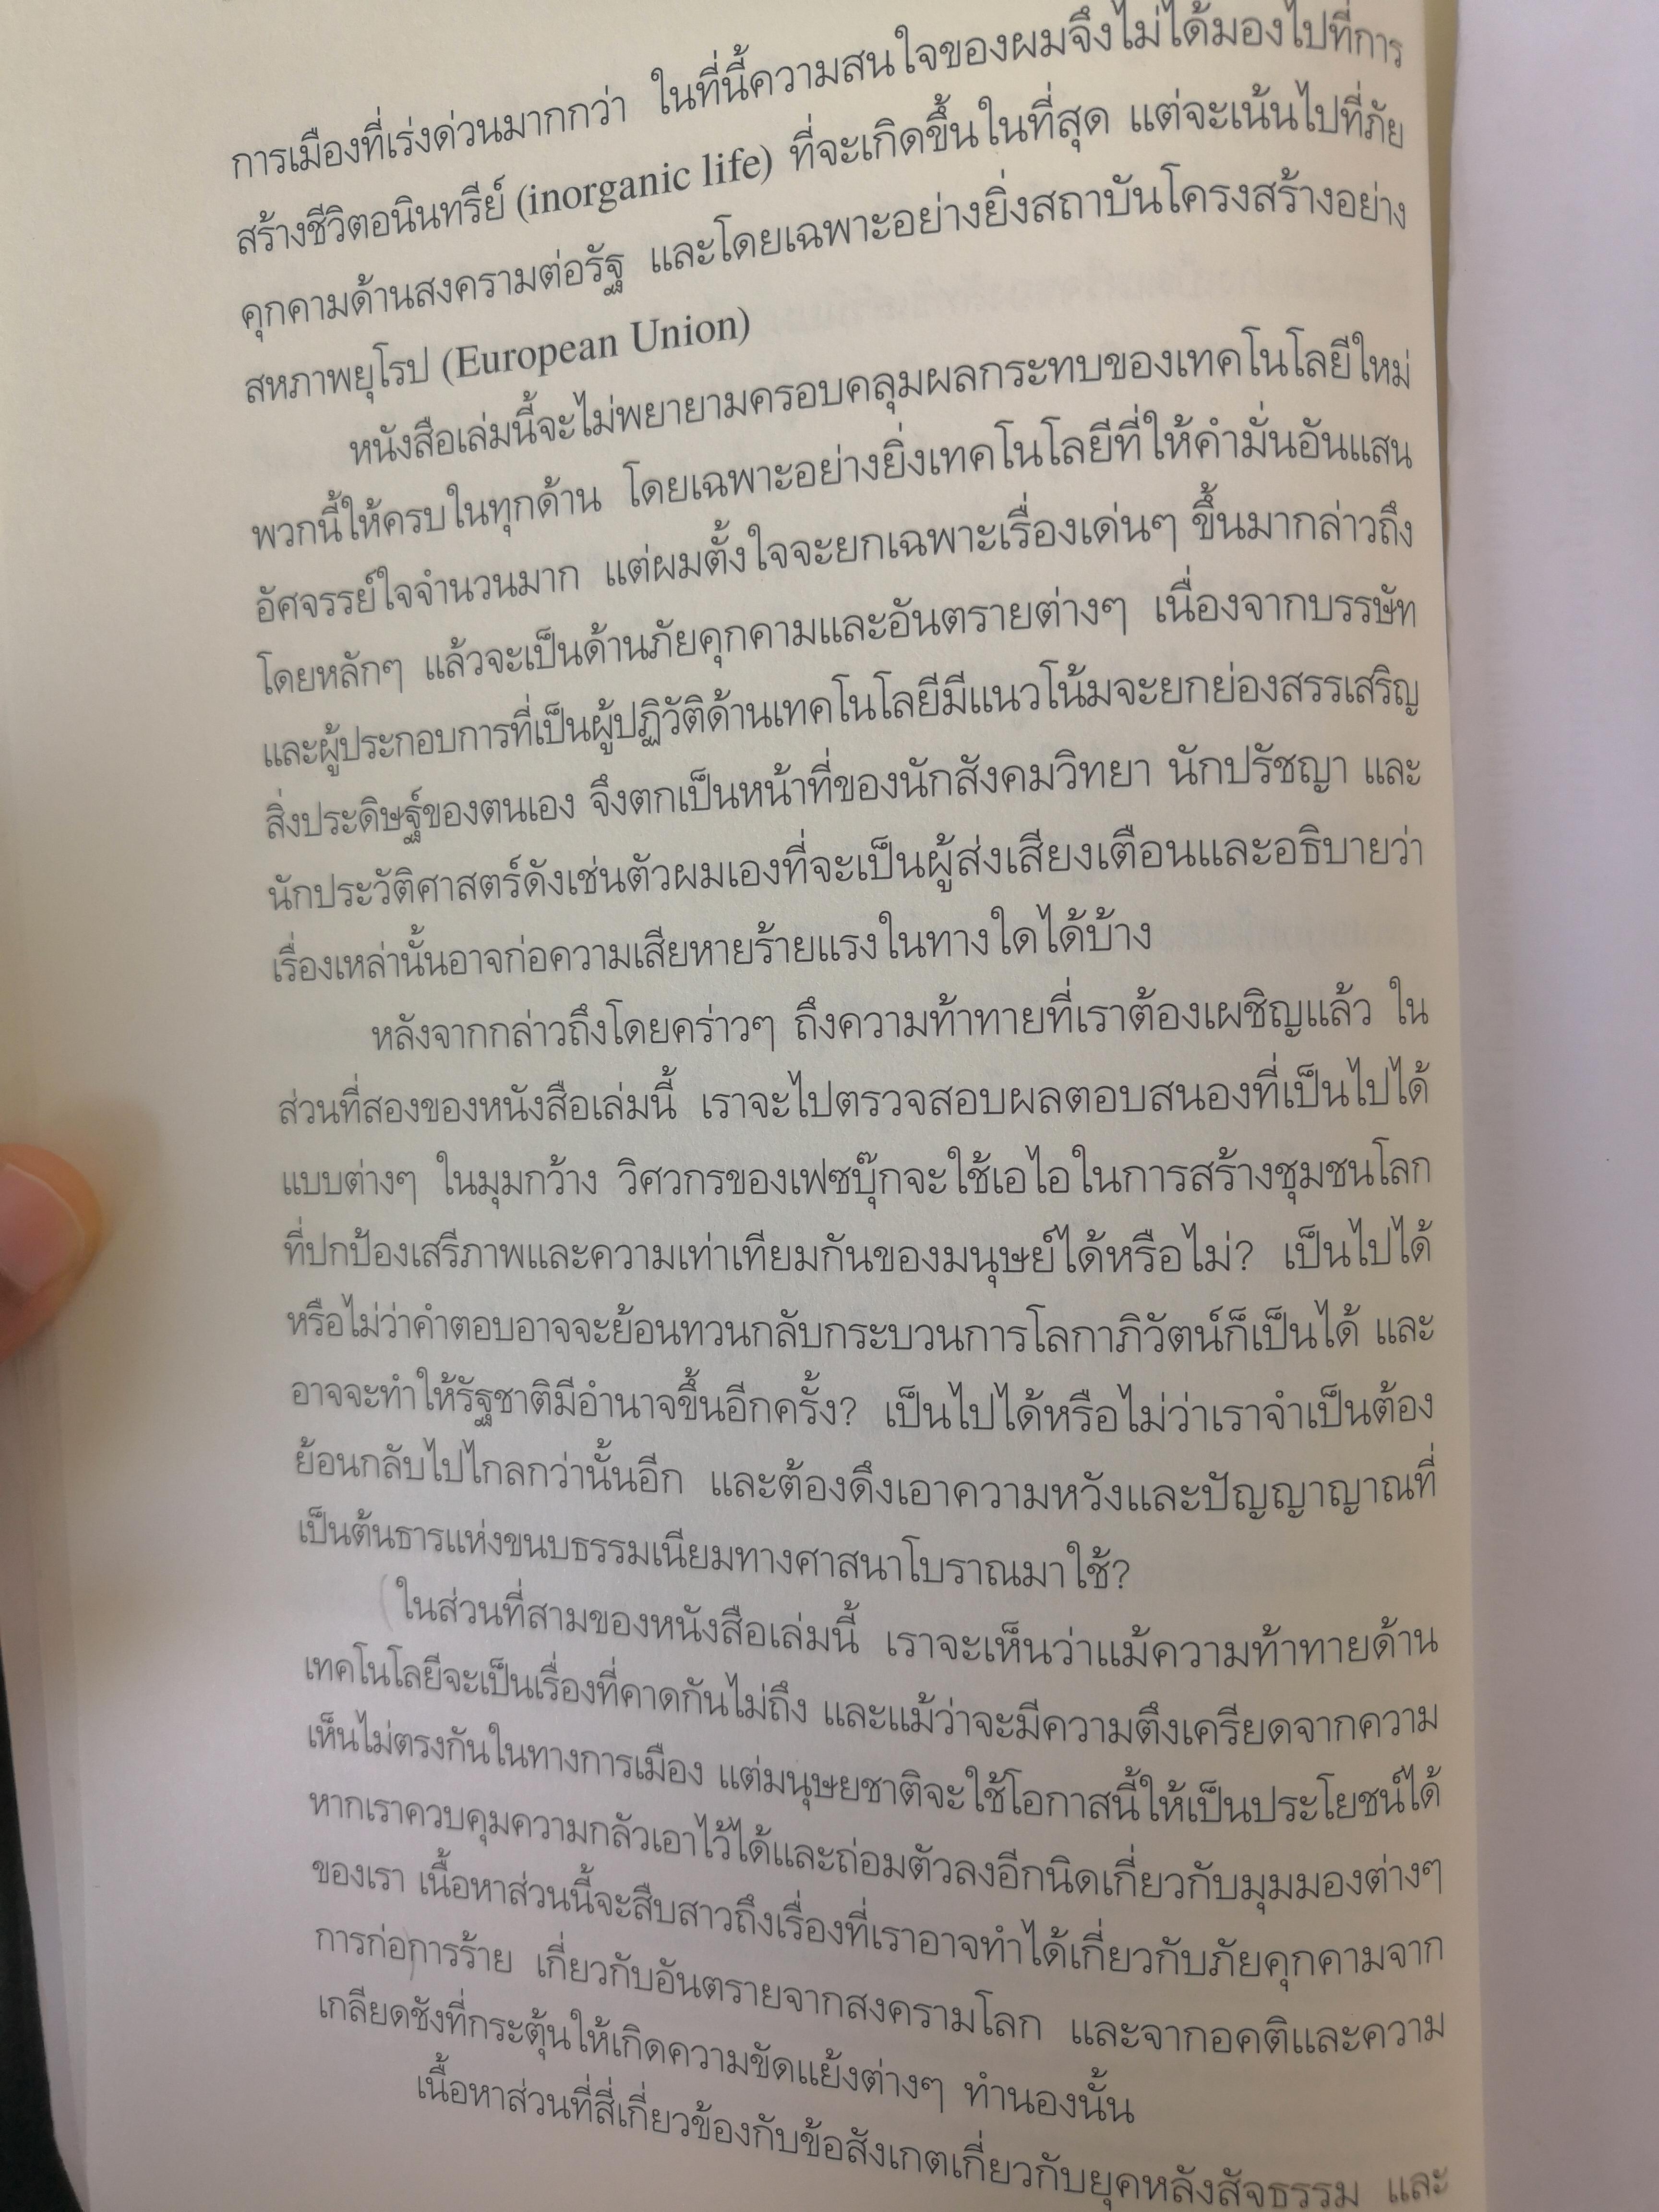 การเมืองที่เร่งด่วนมากกว่า ในที่นี้ความสนใจของผมจึงไม่ได้มองไปที่การ
สร้างชีวิตอนินทรีย์ (inorganic life) ที่จะเกิดขึ้นในที่สุด แต่จะเน้นไปที่ภัย
คุกคามด้านสงครามต่อรัฐ และโดยเฉพาะอย่างยิ่งสถาบันโครงสร้างอย่าง
สหภาพยุโรป (European Union)
หนังสือเล่มนี้จะไม่พยายามครอบคลุมผลกระทบของเทคโนโลยีใหม่
พวกนี้ให้ครบในทุกด้าน โดยเฉพาะอย่างยิ่งเทคโนโลยีที่ให้คำมั่นอันแสน
อัศจรรย์ใจจำนวนมาก แต่ผมตั้งใจจะยกเฉพาะเรื่องเด่นๆ ขึ้นมากล่าวถึง
โดยหลักๆ แล้วจะเป็นด้านภัยคุกคามและอันตรายต่างๆ เนื่องจากบรรษัท
และผู้ประกอบการที่เป็นผู้ปฏิวัติด้านเทคโนโลยีมีแนวโน้มจะยกย่องสรรเสริญ
สิ่งประดิษฐ์ของตนเอง จึงตกเป็นหน้าที่ของนักสังคมวิทยา นักปรัชญา และ
นักประวัติศาสตร์ดังเช่นตัวผมเองที่จะเป็นผู้ส่งเสียงเตือนและอธิบายว่า
เรื่องเหล่านั้นอาจก่อความเสียหายร้ายแรงในทางใดได้บ้าง
หลังจากกล่าวถึงโดยคร่าวๆ ถึงความท้าทายที่เราต้องเผชิญแล้ว ใน
ส่วนที่สองของหนังสือเล่มนี้ เราจะไปตรวจสอบผลตอบสนองที่เป็นไปได้
แบบต่างๆ ในมุมกว้าง วิศวกรของเฟซบุ๊กจะใช้เอไอในการสร้างชุมชนโลก
ที่ปกป้องเสรีภาพและความเท่าเทียมกันของมนุษย์ได้หรือไม่? เป็นไปได้
หรือไม่ว่าคำตอบอาจจะย้อนทวนกลับกระบวนการโลกาภิวัตน์ก็เป็นได้ และ
อาจจะทำให้รัฐชาติมีอำนาจขึ้นอีกครั้ง? เป็นไปได้หรือไม่ว่าเราจำเป็นต้อง
ย้อนกลับไปไกลกว่านั้นอีก และต้องดึงเอาความหวังและปัญญาญาณที่
เป็นต้นธารแห่งขนบธรรมเนียมทางศาสนาโบราณมาใช้?
ในส่วนที่สามของหนังสือเล่มนี้ เราจะเห็นว่าแม้ความท้าทายด้าน
เทคโนโลยีจะเป็นเรื่องที่คาดกันไม่ถึง และแม้ว่าจะมีความตึงเครียดจากความ
เห็นไม่ตรงกันในทางการเมือง แต่มนุษยชาติจะใช้โอกาสนี้ให้เป็นประโยชน์ได้
หากเราควบคุมความกลัวเอาไว้ได้และถ่อมตัวลงอีกนิดเกี่ยวกับมุมมองต่างๆ
ของเรา เนื้อหาส่วนนี้จะสืบสาวถึงเรื่องที่เราอาจทำได้เกี่ยวกับภัยคุกคามจาก
การก่อการร้าย เกี่ยวกับอันตรายจากสงครามโลก และจากอคติและความ
เกลียดชังที่กระตุ้นให้เกิดความขัดแย้งต่างๆ ทำนองนั้น
เนื้อหาส่วนที่สี่เกี่ยวข้องกับข้อสังเกตเกี่ยวกับยุคหลังสัจธรรม และ